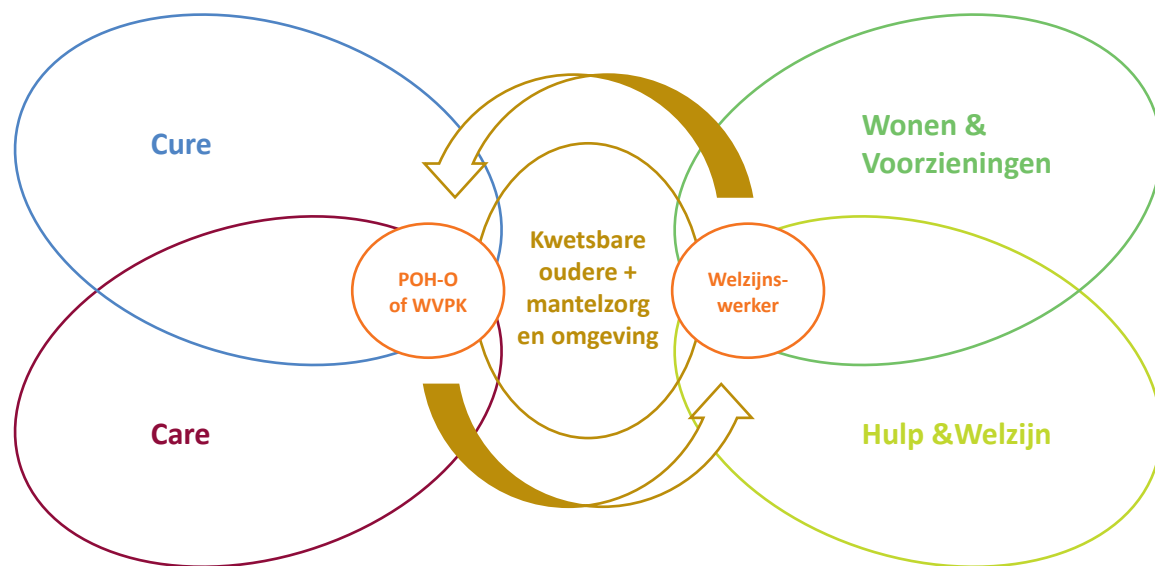 Cure
Wonen &
Voorzieningen
Kwetsbare
oudere +
mantelzorg
en omgeving
POH-O
of WVPK
Welzijns-
werker
Care
Hulp &Welzijn